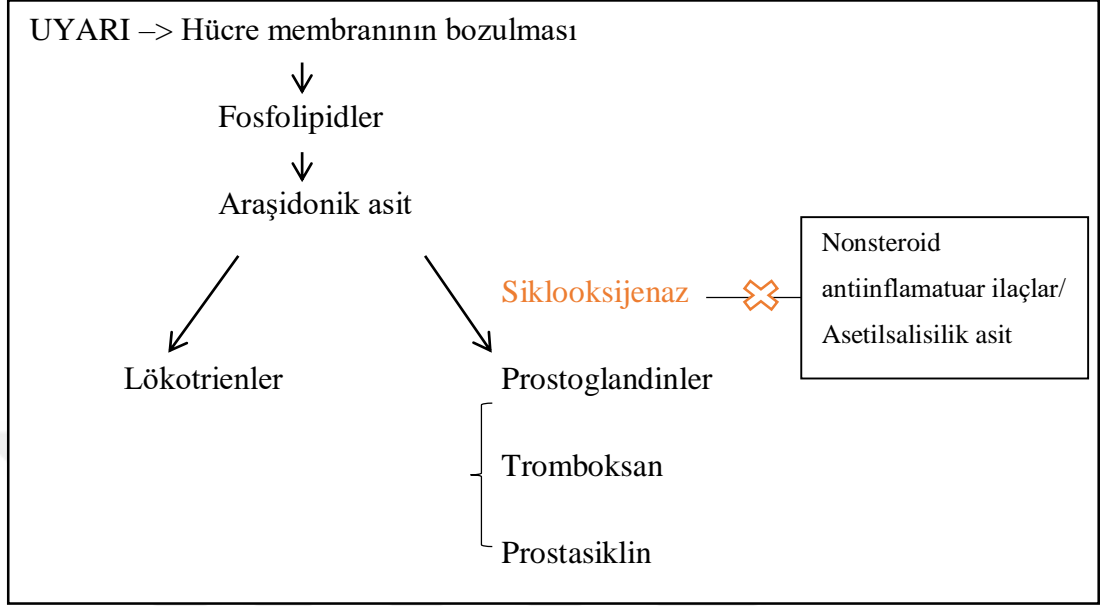 UYARI –> Hücre membranının bozulması
Fosfolipidler
Araşidonik asit
Siklooksijenaz
Nonsteroid
antiinflamatuar ilaçlar/
Asetilsalisilik asit
Lökotrienler
Prostoglandinler
Tromboksan
Prostasiklin